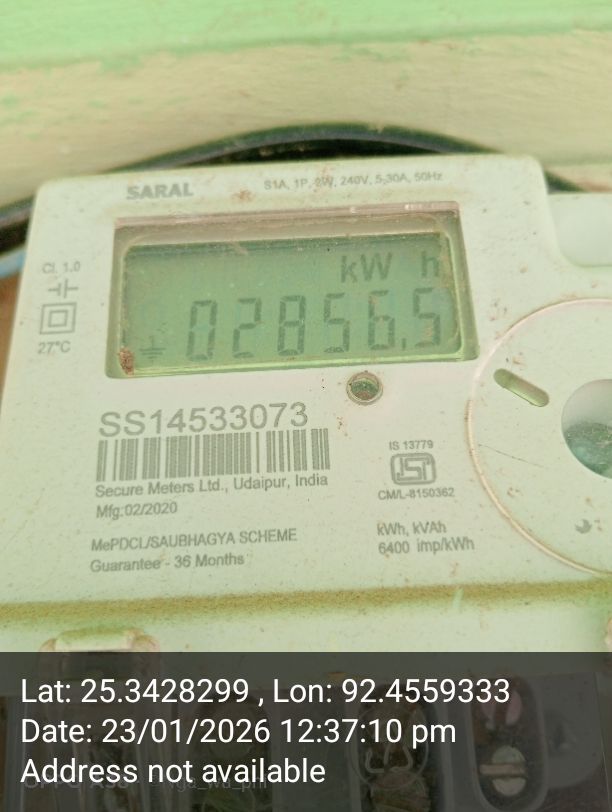 SARAL
S1A, 1P, 2W, 240V, 5-30A, 50Hz
Cl. 1.0
27°C
kW h
02856.5
SS14533073
Secure Meters Ltd., Udaipur, India
Mfg:02/2020
MePDCL/SAUBHAGYA SCHEME
Guarantee - 36 Months
IS 13779
ISI
CM/L-8150362
kWh, kVAh
6400 imp/kWh
Lat: 25.3428299 , Lon: 92.4559333
Date: 23/01/2026 12:37:10 pm
Address not available